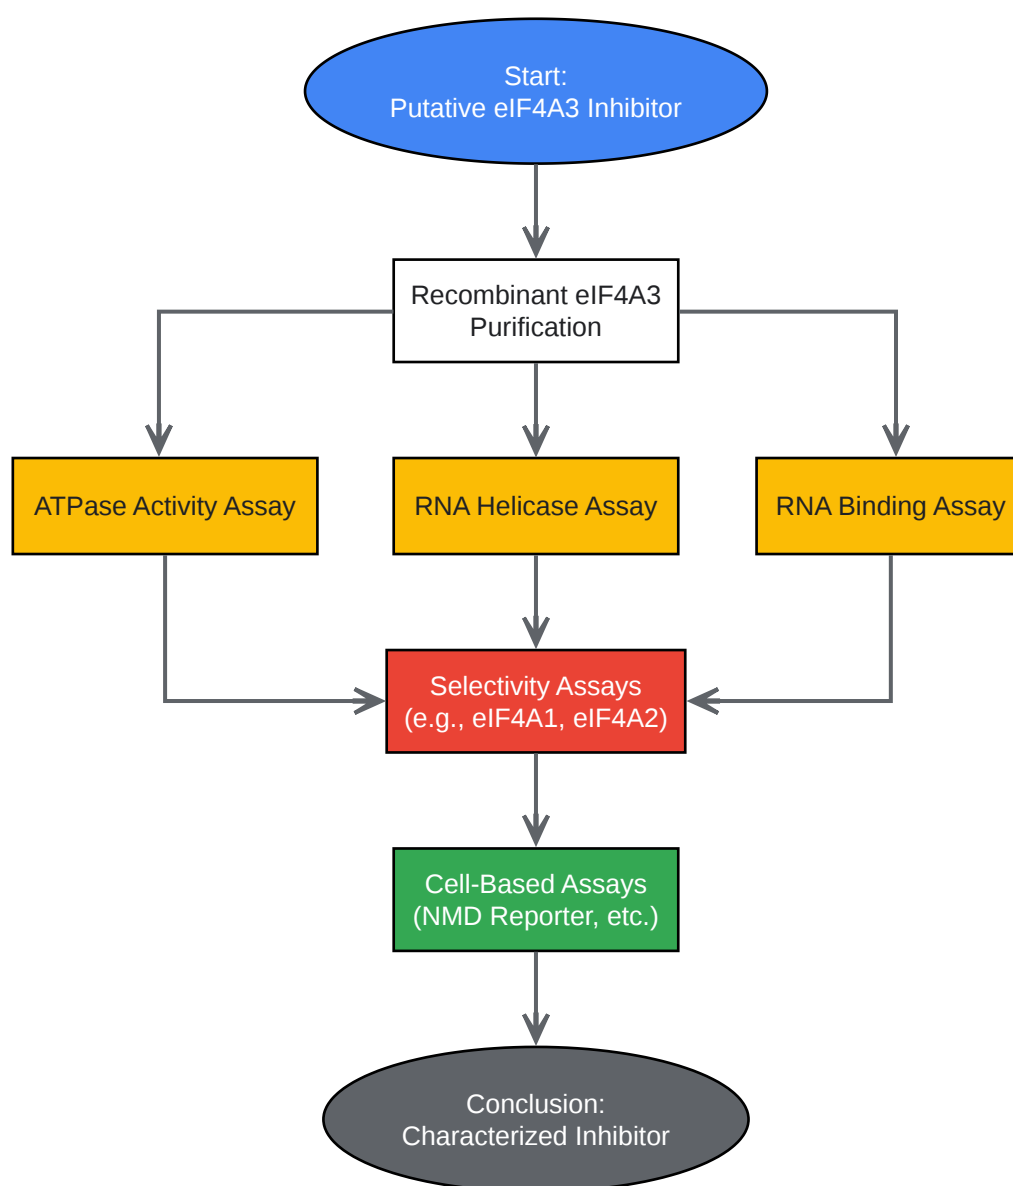 Start:
Putative eIF4A3 Inhibitor
Recombinant eIF4A3
Purification
ATPase Activity Assay
RNA Helicase Assay
RNA Binding Assay
Selectivity Assays
(e.g., eIF4A1, eIF4A2)
Cell-Based Assays
(NMD Reporter, etc.)
Conclusion:
Characterized Inhibitor